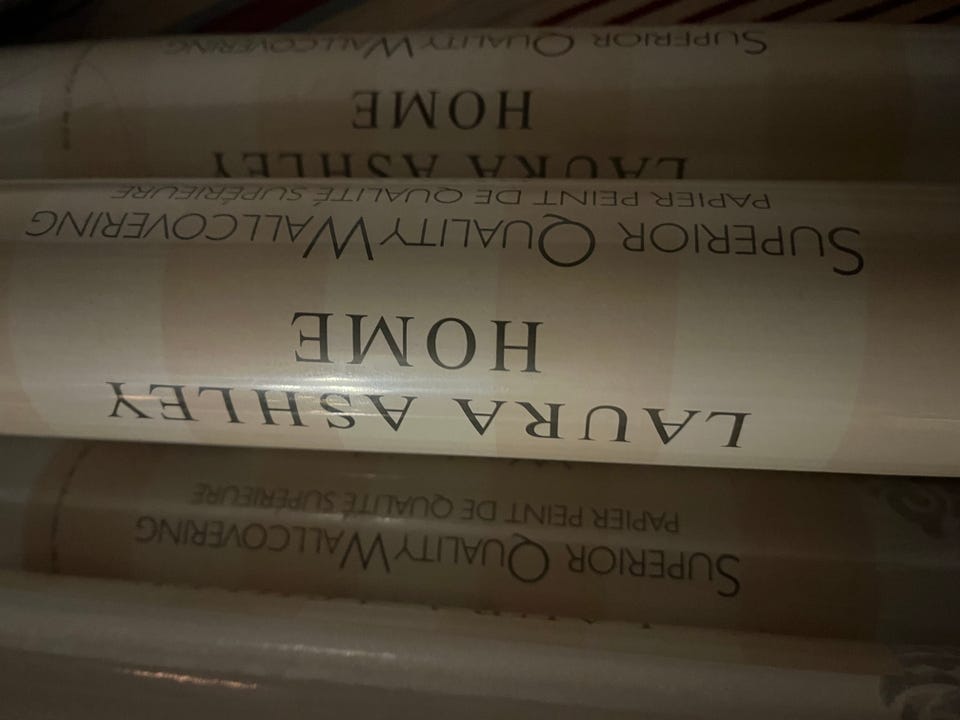 SUPERIOR QUALITY WALLCOVERING
PAPIER PEINT DE QUALITÉ SUPÉRIEURE
LAURA ASHLEY
HOME
SUPERIOR QUALITY WALLCOVERING
PAPIER PEINT DE QUALITÉ SUPÉRIEURE
LAURA ASHLEY
HOME
SUPERIOR QUALITY WALLCOVERING